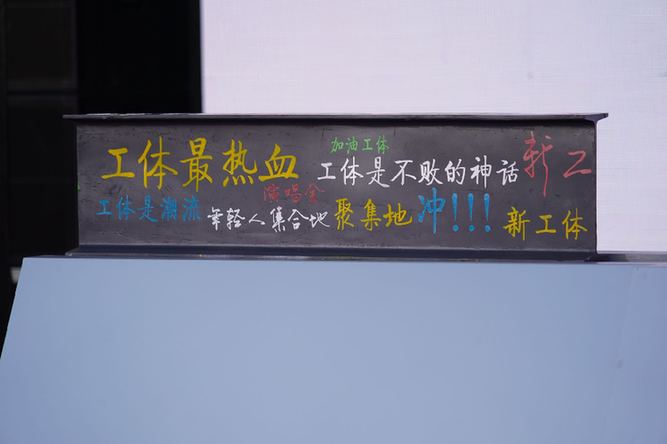 加油工体
工体最热血
工体是不败的神话
新工
演唱会
工体是潮流
年轻人集合地
聚集地
冲!!!
新工体